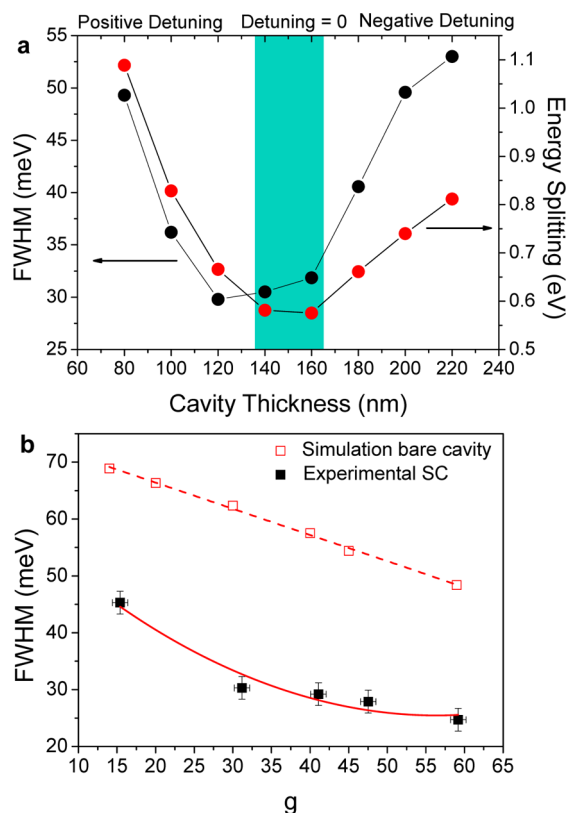 Positive Detuning Detuning = 0 Negative Detuning
a
55
50
45
40
35
30
25
FWHM (meV)
1.1
1.0
0.9
0.8
0.7
0.6
0.5
Energy Splitting
(eV)
60 80 100 120 140 160 180 200 220 240
Cavity Thickness (nm)
b
Simulation bare cavity
Experimental SC
70
60
50
40
30
20
FWHM (meV)
10 15 20 25 30 35 40 45 50 55 60 65
g